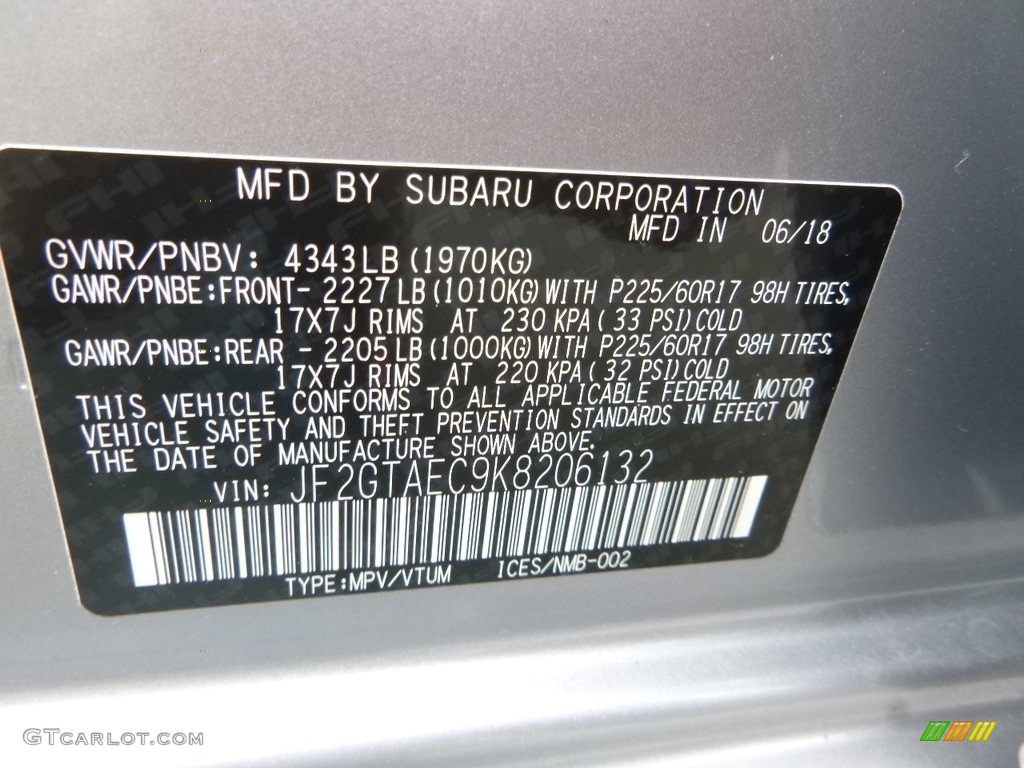 MFD BY SUBARU CORPORATION
MFD IN 06/18
GVWR/PNBV: 4343LB (1970KG)
GAWR/PNBE:FRONT- 2227LB(1010KG)WITH P225/60R17 98H TIRES,
17X7J RIMS AT 230 KPA( 33 PSI)COLD
GAWR/PNBE:REAR - 2205LB(1000KG)WITH P225/60R17 98H TIRES,
17X7J RIMS AT 220 KPA( 32 PSI)COLD
THIS VEHICLE CONFORMS TO ALL APPLICABLE FEDERAL MOTOR
VEHICLE SAFETY AND THEFT PREVENTION STANDARDS IN EFFECT ON
THE DATE OF MANUFACTURE SHOWN ABOVE.
VIN: JF2GTAEC9K8206132
TYPE:MPV/VTUM ICES/NMB-002
GTcarlot.com